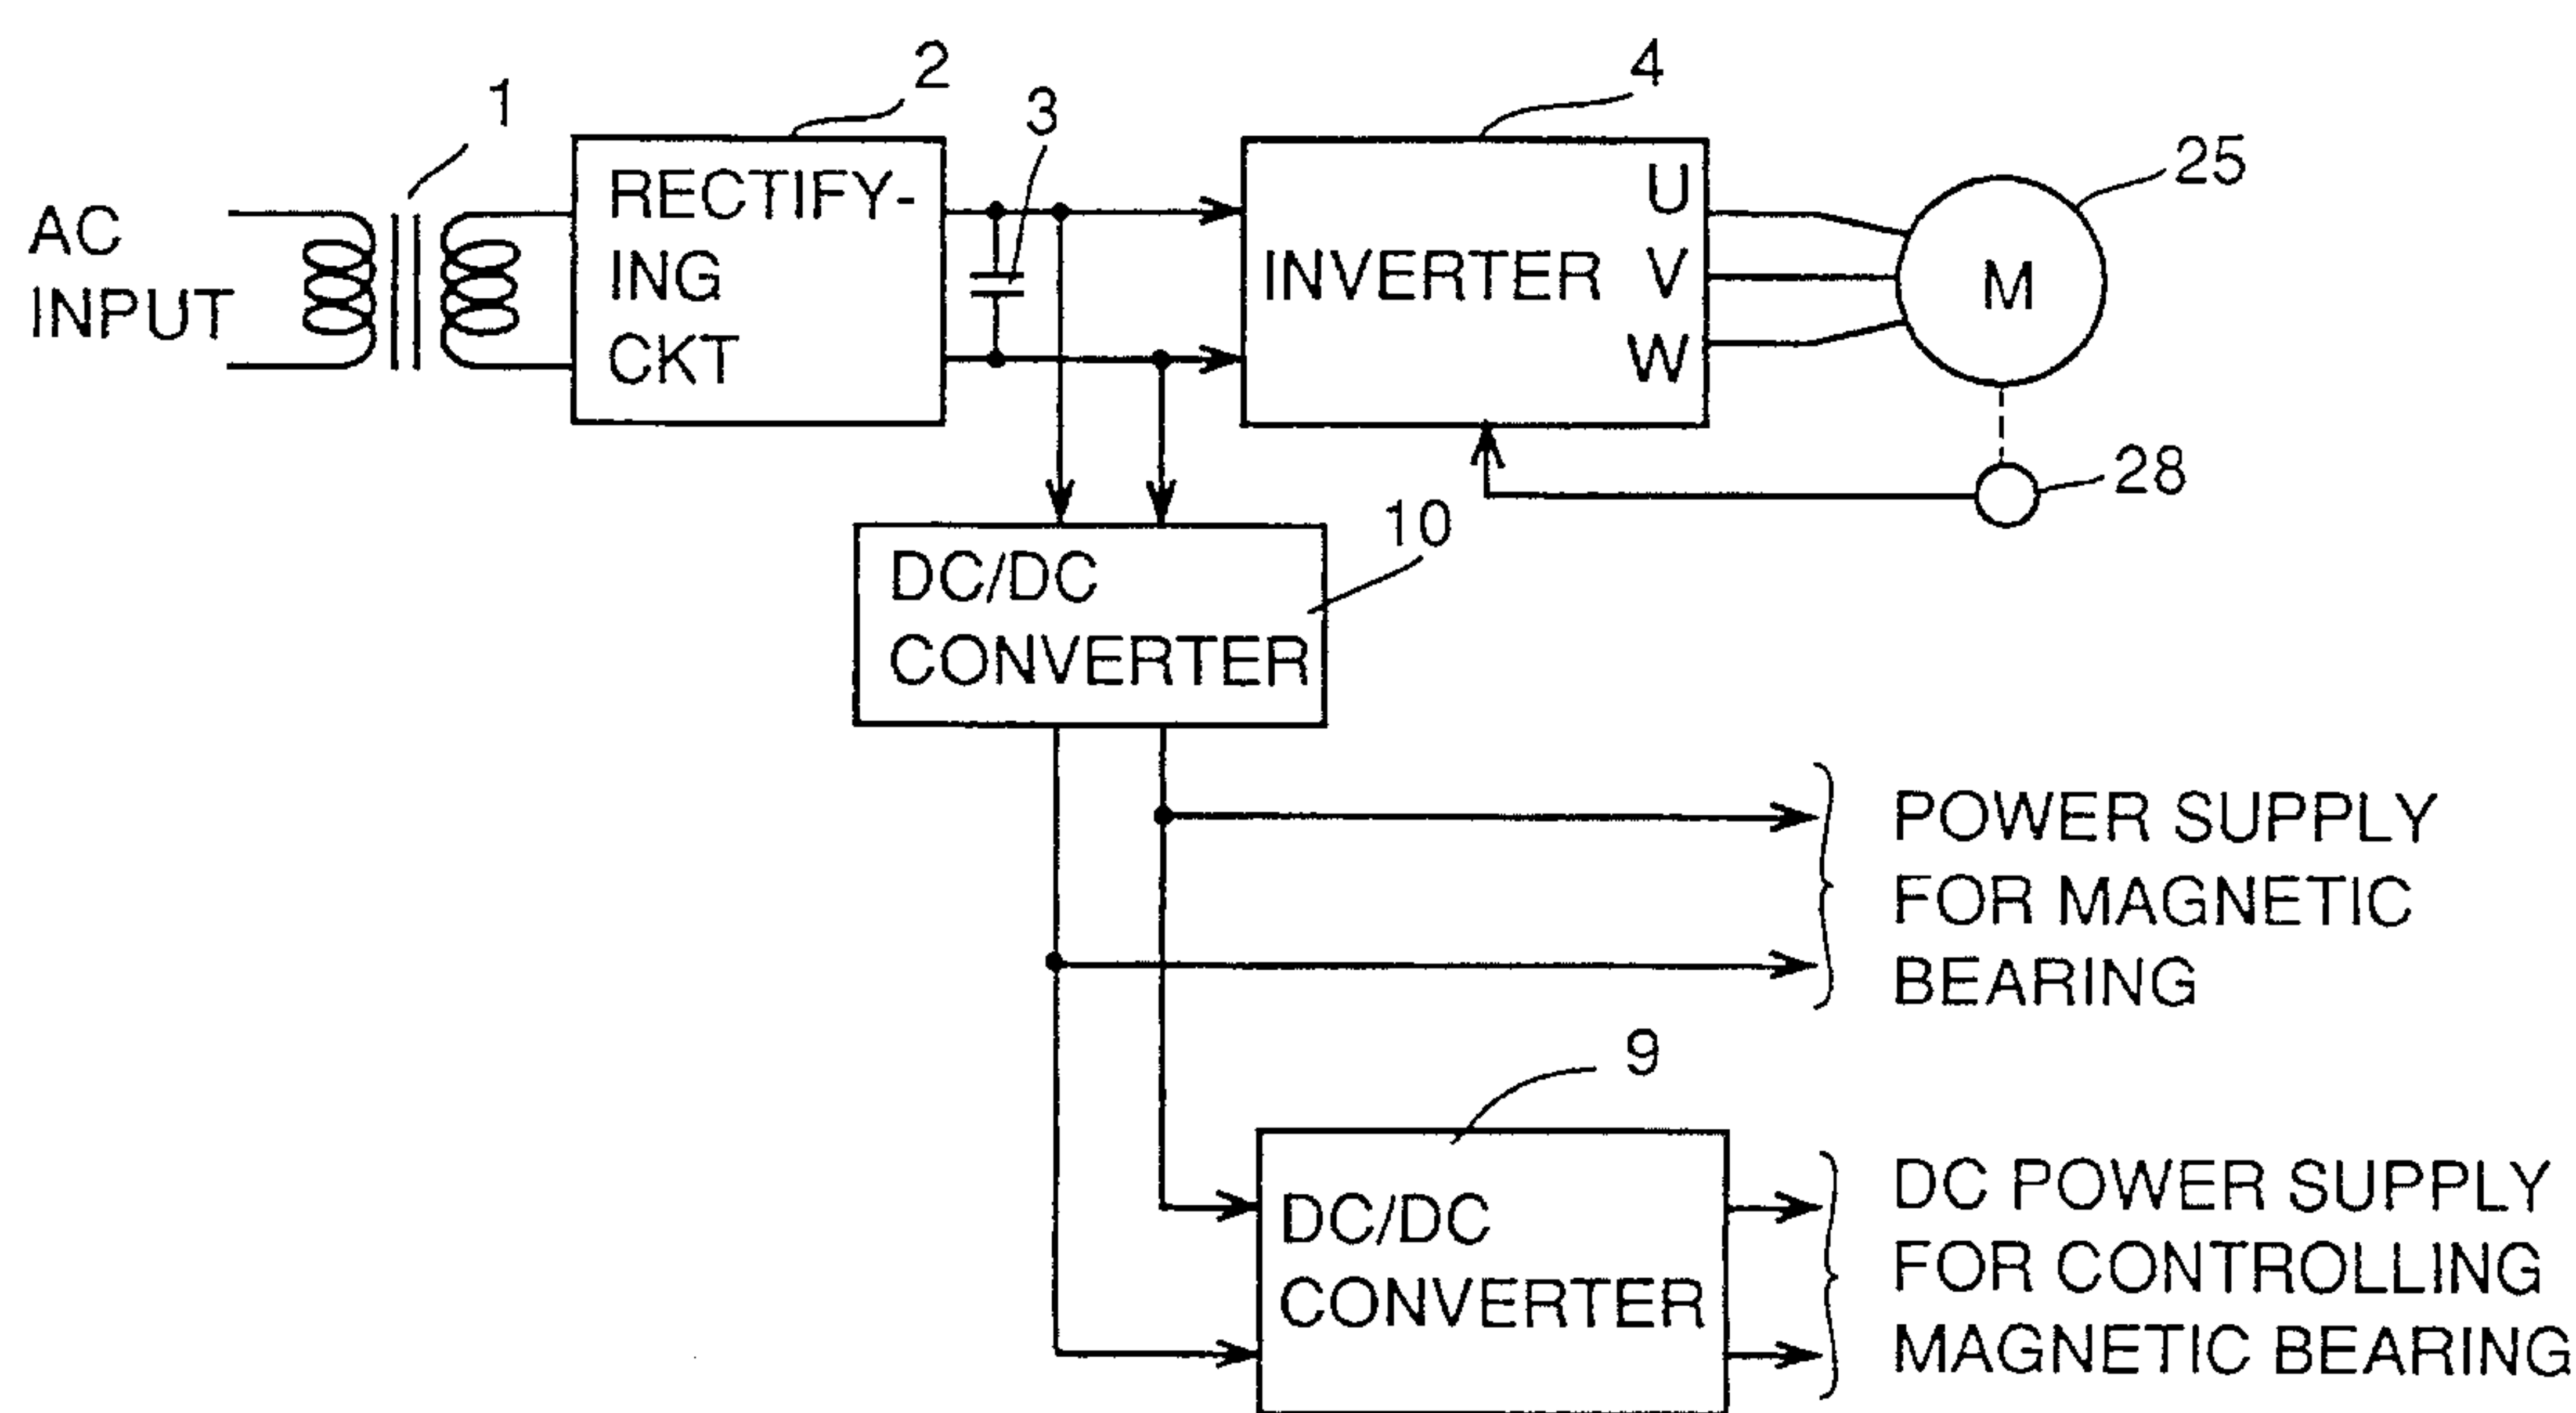 1
2
3
4
25
AC
INPUT
RECTIFY-
ING
CKT
INVERTER
U
V
W
M
28
10
DC/DC
CONVERTER
POWER SUPPLY
FOR MAGNETIC
BEARING
9
DC/DC
CONVERTER
DC POWER SUPPLY
FOR CONTROLLING
MAGNETIC BEARING